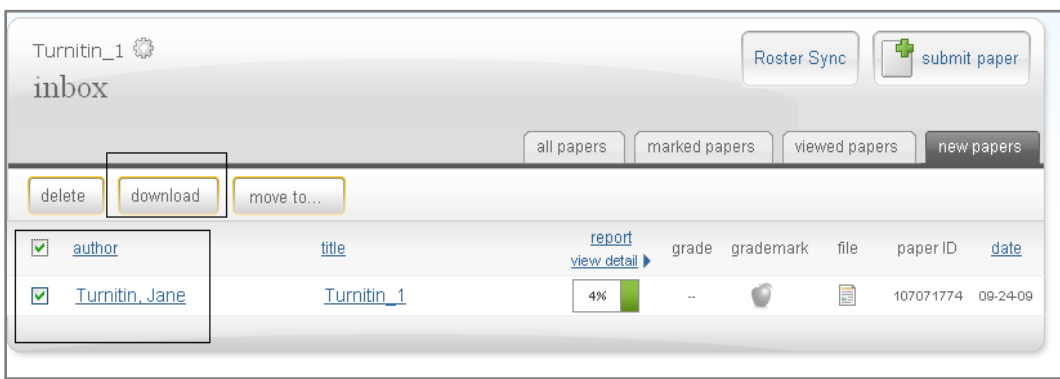 Turnitin_1
inbox
Roster Sync
submit paper
all papers marked papers viewed papers new papers
delete download move to...
author title report view detail grade grademark file paper ID date
Turnitin, Jane Turnitin_1 4% -- 107071774 09-24-09